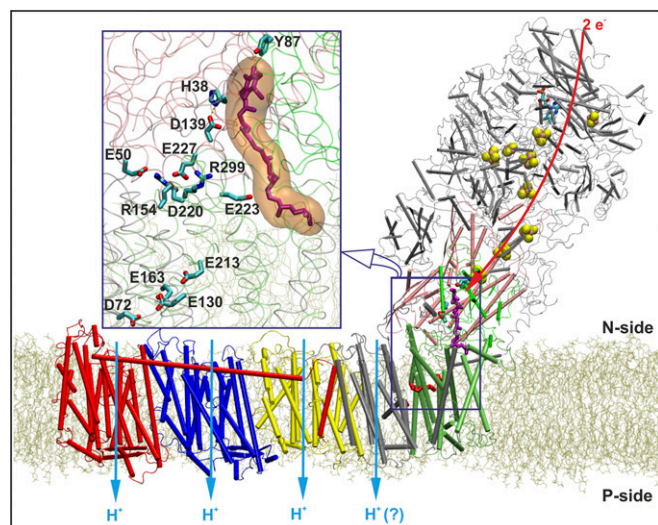 Y87
2 e⁻
H38
D139
E227
E50
R299
R154
D220
E223
E213
E163
D72
E130
N-side
P-side
H⁺
H⁺
H⁺
H⁺(?)